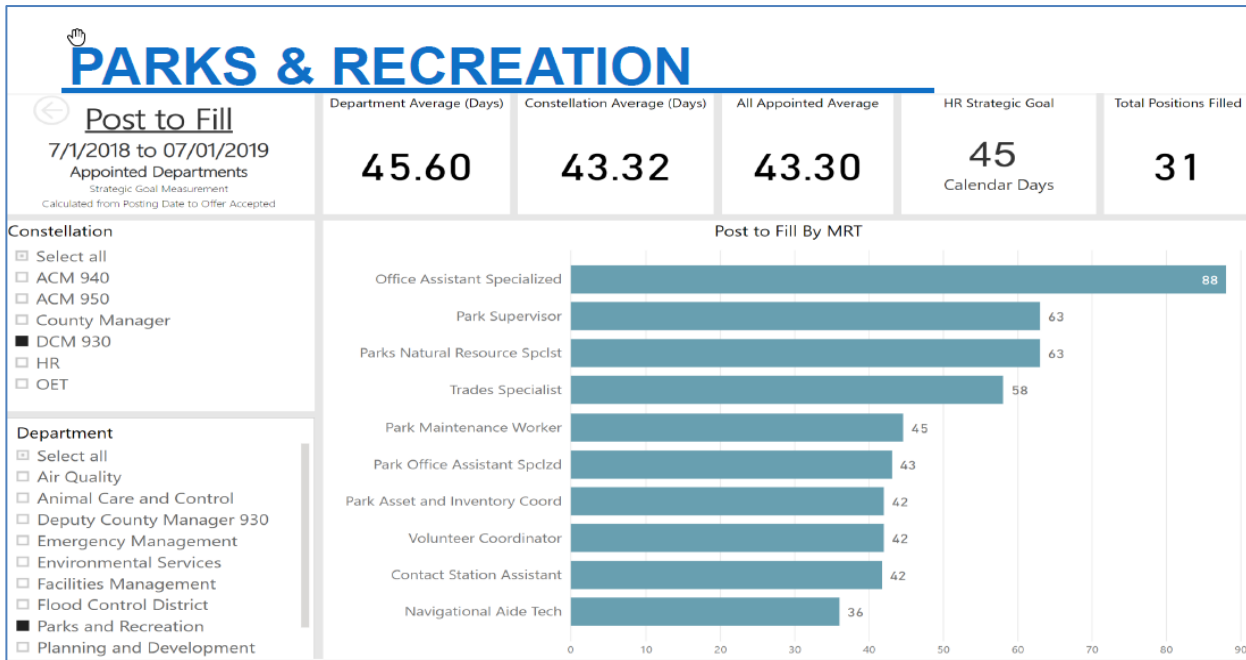 PARKS & RECREATION
Post to Fill
7/1/2018 to 07/01/2019
Appointed Departments
Strategic Goal Measurement
Calculated from Posting Date to Offer Accepted
Department Average (Days)
45.60
Constellation Average (Days)
43.32
All Appointed Average
43.30
HR Strategic Goal
45
Calendar Days
Total Positions Filled
31
Constellation
Select all
ACM 940
ACM 950
County Manager
DCM 930
HR
OET
Department
Select all
Air Quality
Animal Care and Control
Deputy County Manager 930
Emergency Management
Environmental Services
Facilities Management
Flood Control District
Parks and Recreation
Planning and Development
Post to Fill By MRT
Office Assistant Specialized 88
Park Supervisor 63
Parks Natural Resource Spclst 63
Trades Specialist 58
Park Maintenance Worker 45
Park Office Assistant Spclzd 43
Park Asset and Inventory Coord 42
Volunteer Coordinator 42
Contact Station Assistant 42
Navigational Aide Tech 36
0 10 20 30 40 50 60 70 80 90